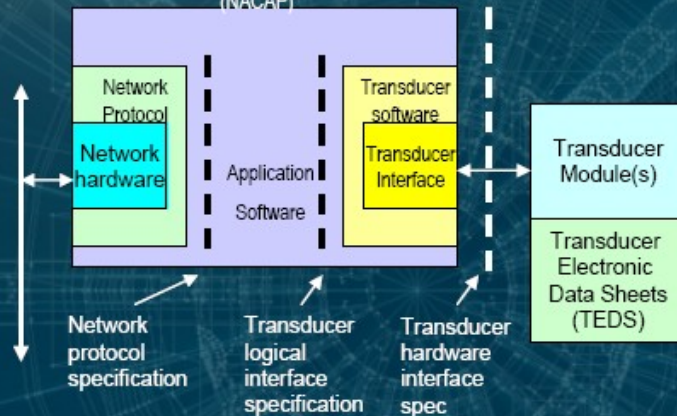 (NCAP)
Network
Protocol
Network
hardware
Application
Software
Transducer
software
Transducer
Interface
Transducer
Module(s)
Transducer
Electronic
Data Sheets
(TEDS)
Network
protocol
specification
Transducer
logical
interface
specification
Transducer
hardware
interface
spec